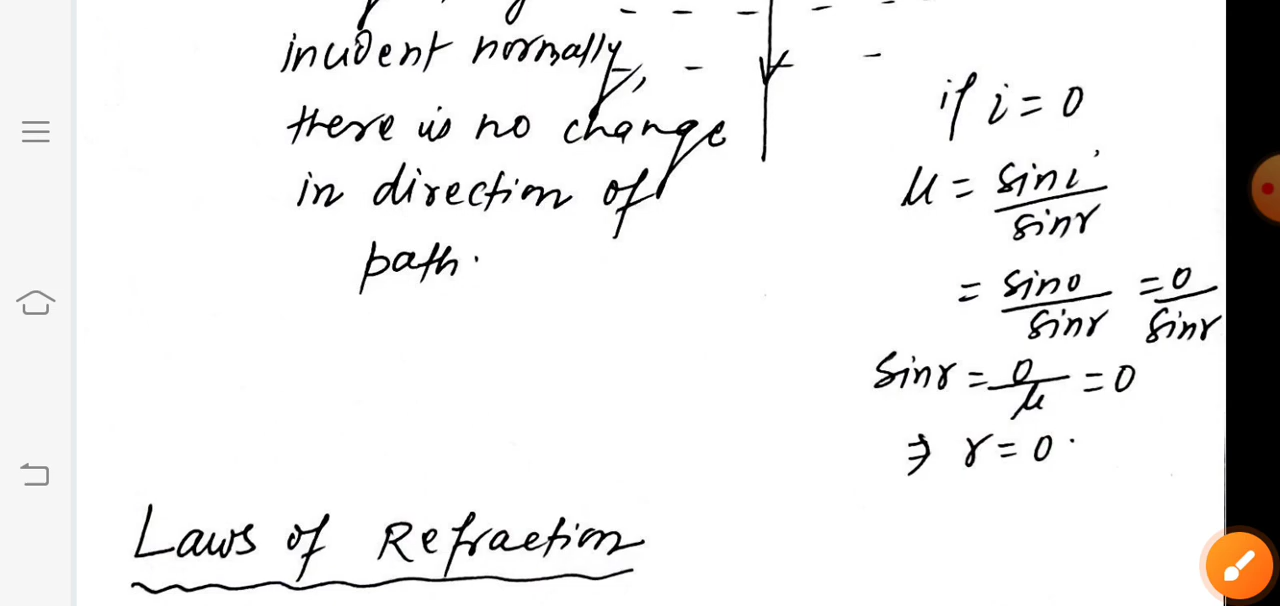 incident normally,
there is no change
in direction of
path.
if i = 0
μ = sin i / sin r
= sin 0 / sin r = 0 / sin r
sin r = 0 / μ = 0
⇒ r = 0.
Laws of Refraction